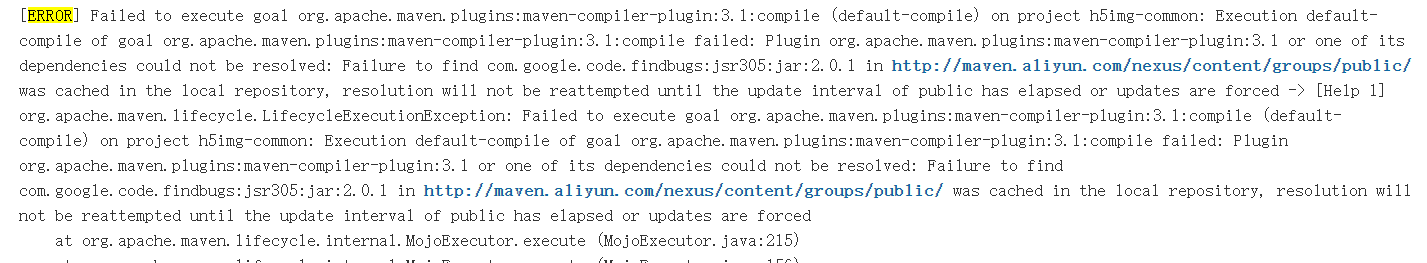 [ERROR] Failed to execute goal org.apache.maven.plugins:maven-compiler-plugin:3.1:compile (default-compile) on project h5img-common: Execution default-
compile of goal org.apache.maven.plugins:maven-compiler-plugin:3.1:compile failed: Plugin org.apache.maven.plugins:maven-compiler-plugin:3.1 or one of its
dependencies could not be resolved: Failure to find com.google.code.findbugs:jsr305:jar:2.0.1 in http://maven.aliyun.com/nexus/content/groups/public/
was cached in the local repository, resolution will not be reattempted until the update interval of public has elapsed or updates are forced -> [Help 1]
org.apache.maven.lifecycle.LifecycleExecutionException: Failed to execute goal org.apache.maven.plugins:maven-compiler-plugin:3.1:compile (default-
compile) on project h5img-common: Execution default-compile of goal org.apache.maven.plugins:maven-compiler-plugin:3.1:compile failed: Plugin
org.apache.maven.plugins:maven-compiler-plugin:3.1 or one of its dependencies could not be resolved: Failure to find
com.google.code.findbugs:jsr305:jar:2.0.1 in http://maven.aliyun.com/nexus/content/groups/public/ was cached in the local repository, resolution will
not be reattempted until the update interval of public has elapsed or updates are forced
at org.apache.maven.lifecycle.internal.MojoExecutor.execute (MojoExecutor.java:215)